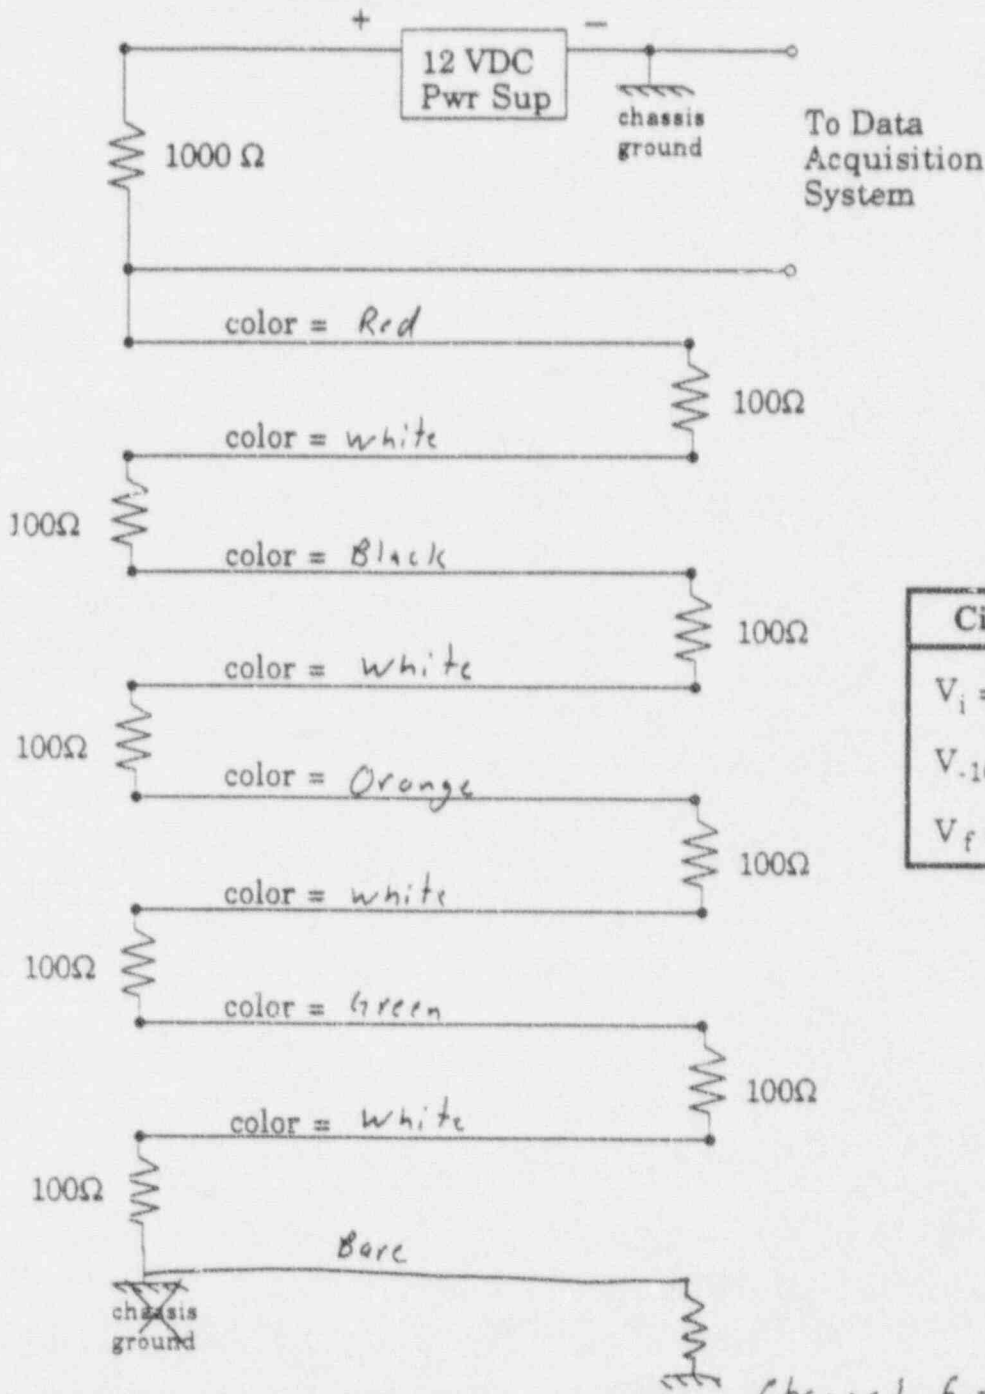 +
−
12 VDC
Pwr Sup
chassis
ground
To Data
Acquisition
System
1000 Ω
color = Red
100Ω
color = white
100Ω
color = Black
100Ω
color = white
100Ω
color = Orange
100Ω
color = white
100Ω
color = Green
100Ω
color = White
100Ω
Bare
chassis
ground
Ci
V i =
V -1
V f